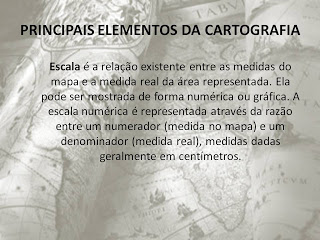 PRINCIPAIS ELEMENTOS DA CARTOGRAFIA
Escala é a relação existente entre as medidas do
mapa e a medida real da área representada. Ela
pode ser mostrada de forma numérica ou gráfica. A
escala numérica é representada através da razão
entre um numerador (medida no mapa) e um
denominador (medida real), medidas dadas
geralmente em centímetros.